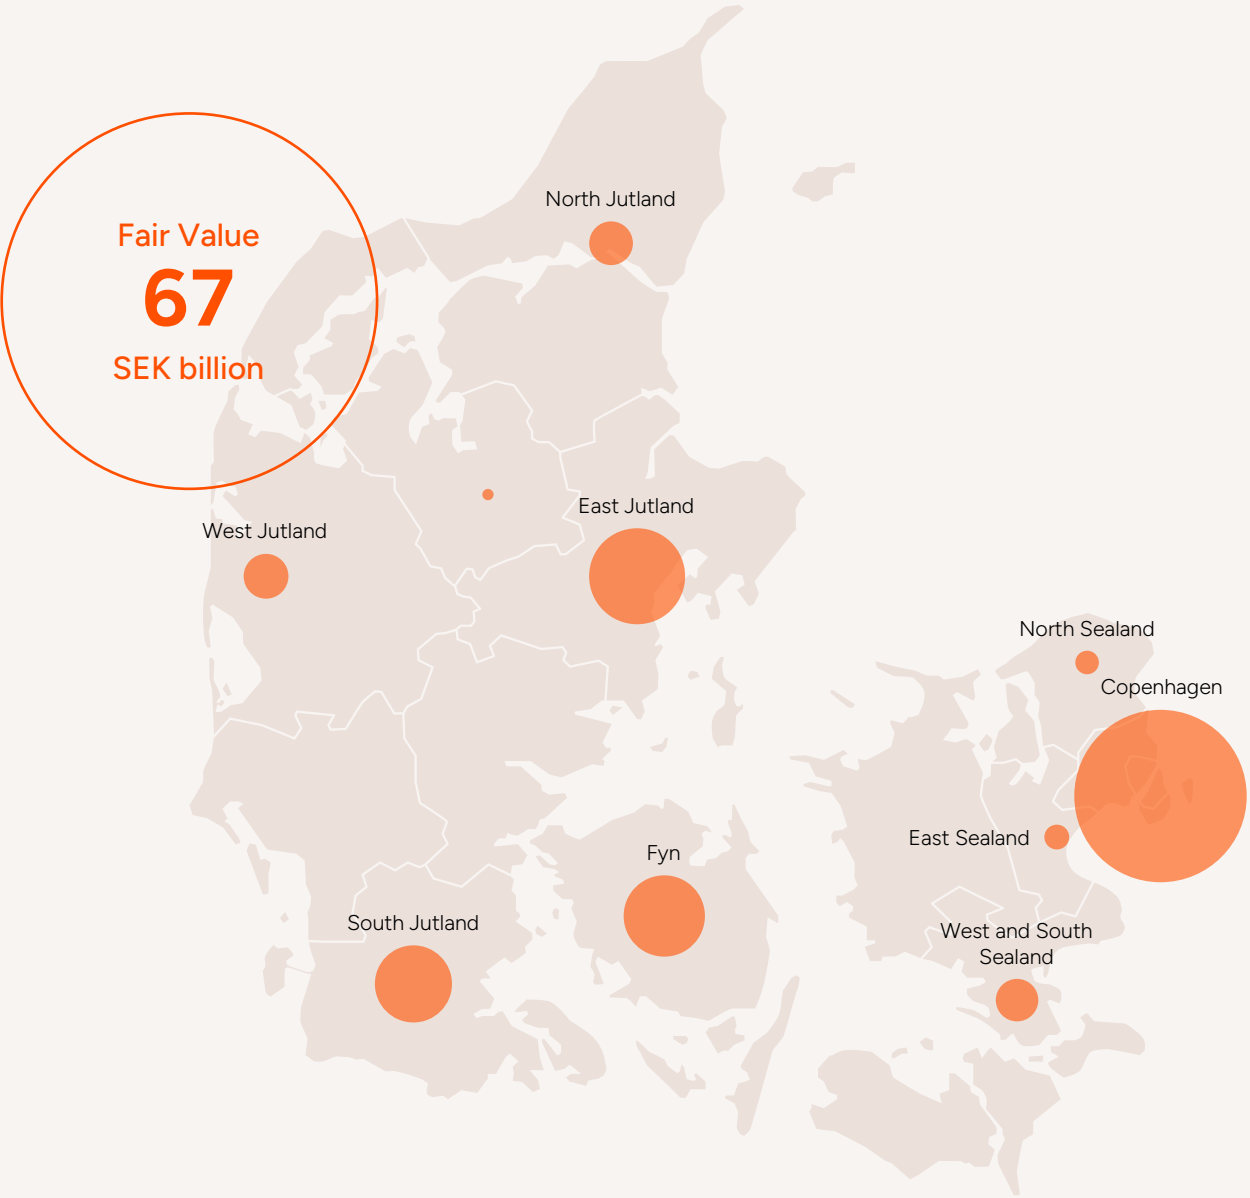 North Jutland
Fair Value
67
SEK billion
East Jutland
West Jutland
North Sealand
Copenhagen
East Sealand
Fyn
South Jutland
West and South
Sealand